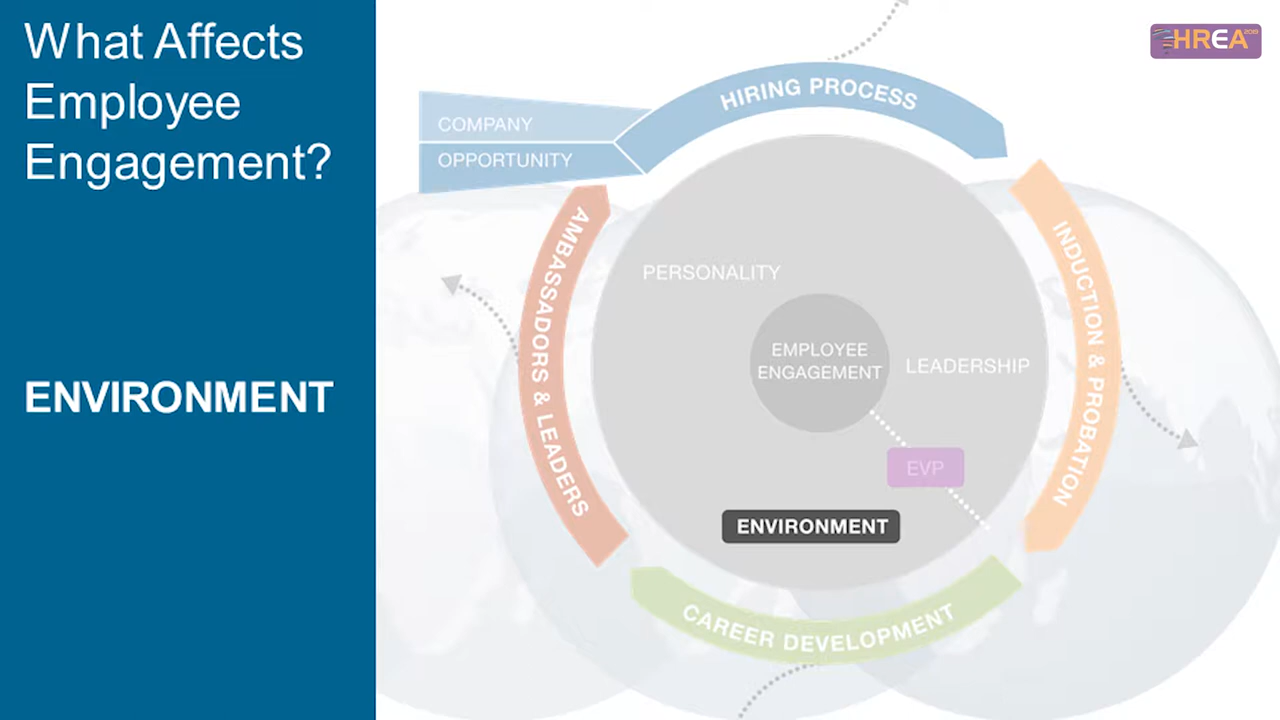 What Affects
Employee
Engagement?
ENVIRONMENT
HREA 2019
HIRING PROCESS
COMPANY
OPPORTUNITY
AMBASSADORS & LEADERS
INDUCTION & PROBATION
PERSONALITY
EMPLOYEE
ENGAGEMENT
LEADERSHIP
EVP
ENVIRONMENT
CAREER DEVELOPMENT